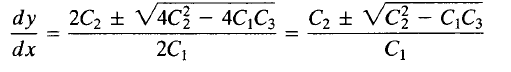 dy/dx = (2C₂ ± √(4C₂² − 4C₁C₃))/(2C₁) = (C₂ ± √(C₂² − C₁C₃))/C₁